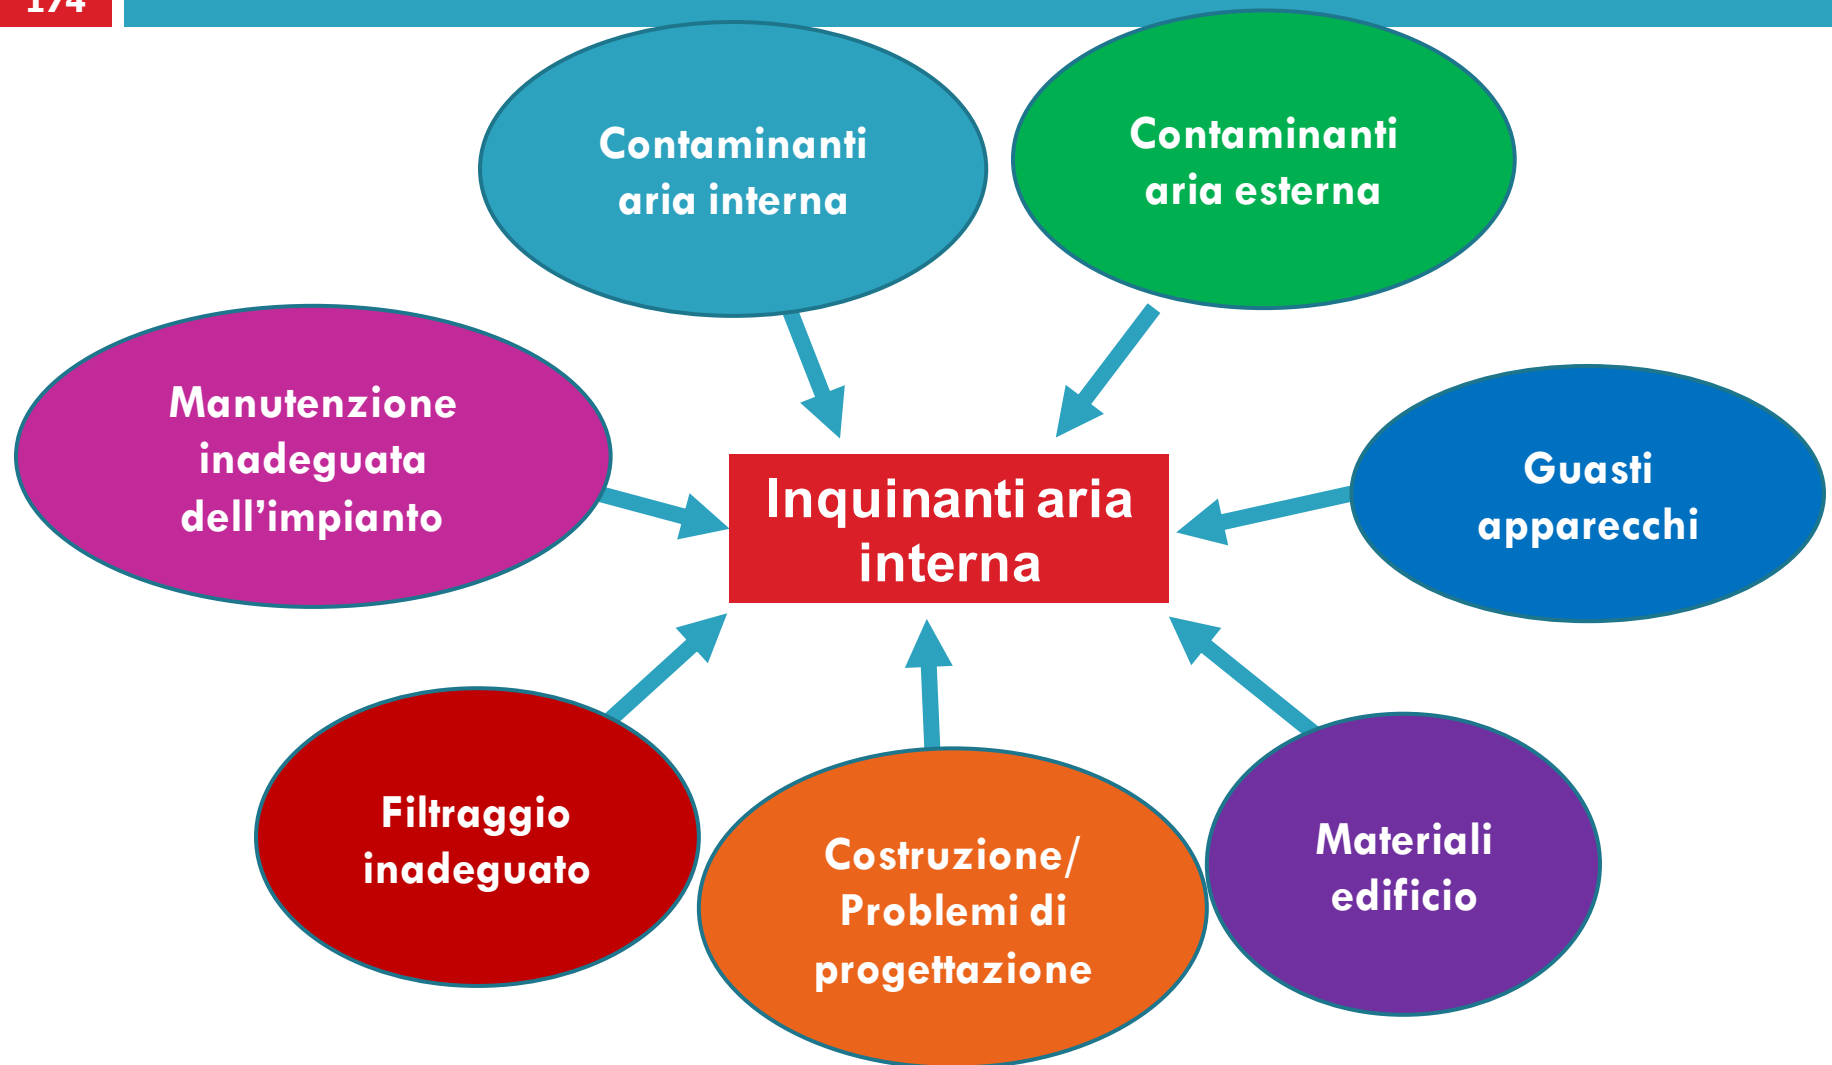 174
Contaminanti
aria interna
Contaminanti
aria esterna
Manutenzione
inadeguata
dell’impianto
Inquinanti aria
interna
Guasti
apparecchi
Filtraggio
inadeguato
Costruzione/
Problemi di
progettazione
Materiali
edificio